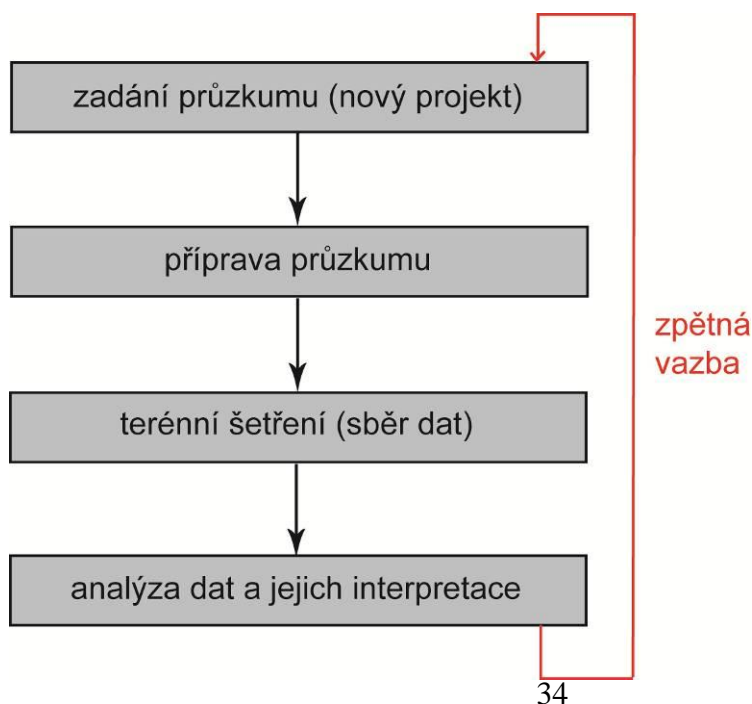 zadání průzkumu (nový projekt)
příprava průzkumu
terénní šetření (sběr dat)
analýza dat a jejich interpretace
zpětná
vazba
34